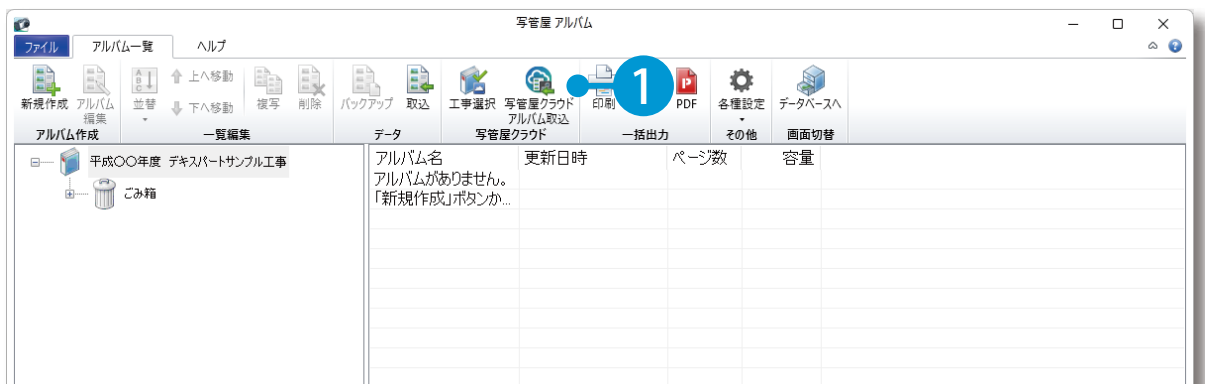 写管屋 アルバム
ファイル アルバム一覧 ヘルプ
新規作成 アルバム編集 並替 上へ移動 下へ移動 複写 削除 バックアップ 取込 工事選択 写管屋クラウドアルバム取込 1 印刷 PDF 各種設定 データベースへ
アルバム作成 一覧編集 データ 写管屋クラウド 一括出力 その他 画面切替
平成〇〇年度 デキスパートサンプル工事
ごみ箱
アルバム名 更新日時 ページ数 容量
アルバムがありません。
「新規作成」ボタンか...